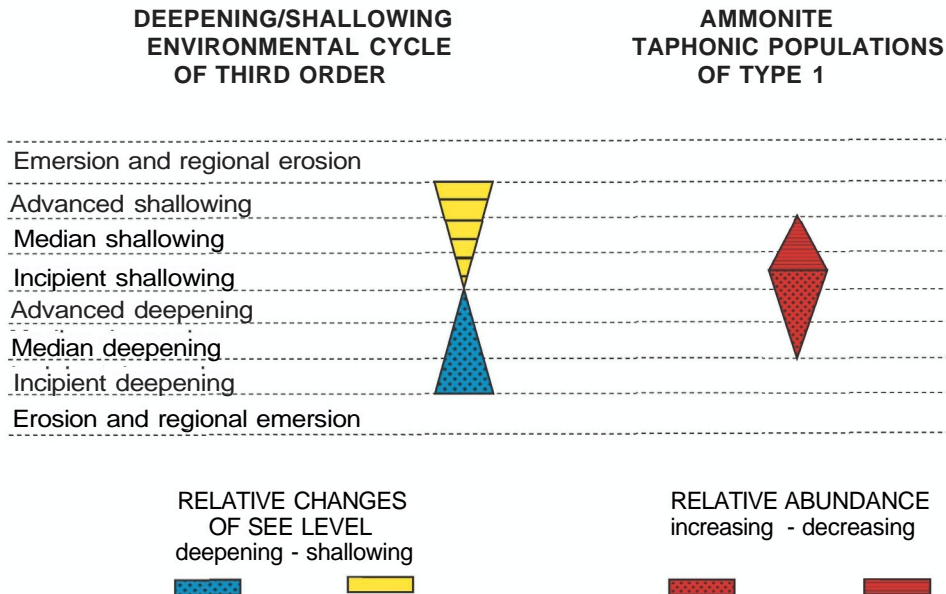 DEEPENING/SHALLOWING
ENVIRONMENTAL CYCLE
OF THIRD ORDER
AMMONITE
TAPHONIC POPULATIONS
OF TYPE 1
Emersion and regional erosion
Advanced shallowing
Median shallowing
Incipient shallowing
Advanced deepening
Median deepening
Incipient deepening
Erosion and regional emersion
RELATIVE CHANGES
OF SEE LEVEL
deepening - shallowing
RELATIVE ABUNDANCE
increasing - decreasing